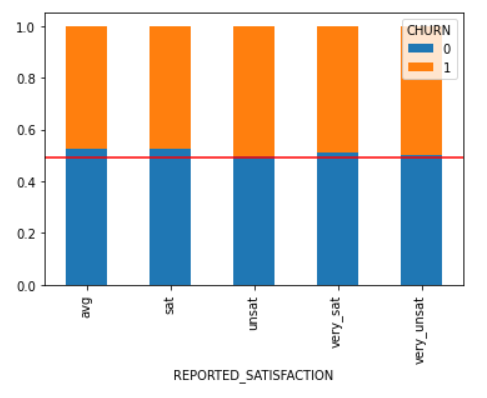 1.0
0.8
0.6
0.4
0.2
0.0
CHURN
0
1
avg
sat
unsat
very_sat
very_unsat
REPORTED_SATISFACTION